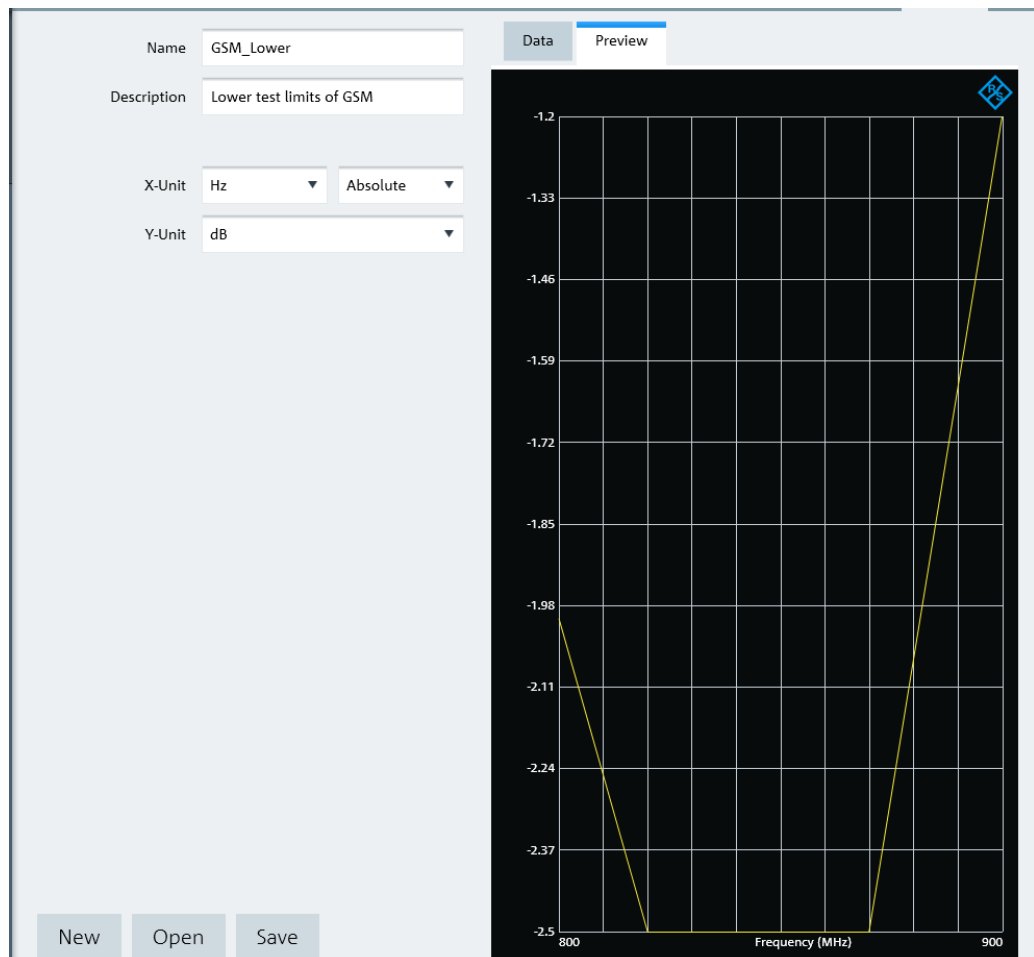 Name GSM_Lower
Description Lower test limits of GSM
X-Unit Hz Absolute
Y-Unit dB
New Open Save
Data Preview
R&S
-1.2
-1.33
-1.46
-1.59
-1.72
-1.85
-1.98
-2.11
-2.24
-2.37
-2.5
800 Frequency (MHz) 900